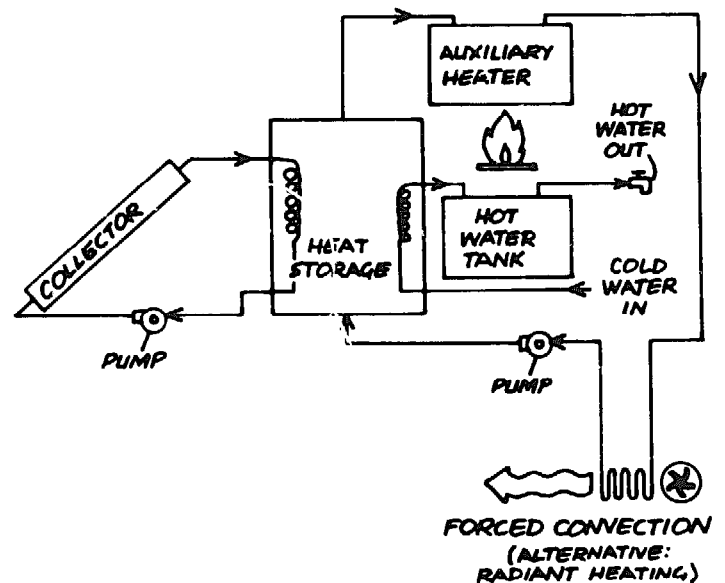 AUXILIARY
HEATER
HOT
WATER
OUT
COLLECTOR
HEAT
STORAGE
HOT
WATER
TANK
COLD
WATER
IN
PUMP
PUMP
FORCED CONVECTION
(ALTERNATIVE:
RADIANT HEATING)